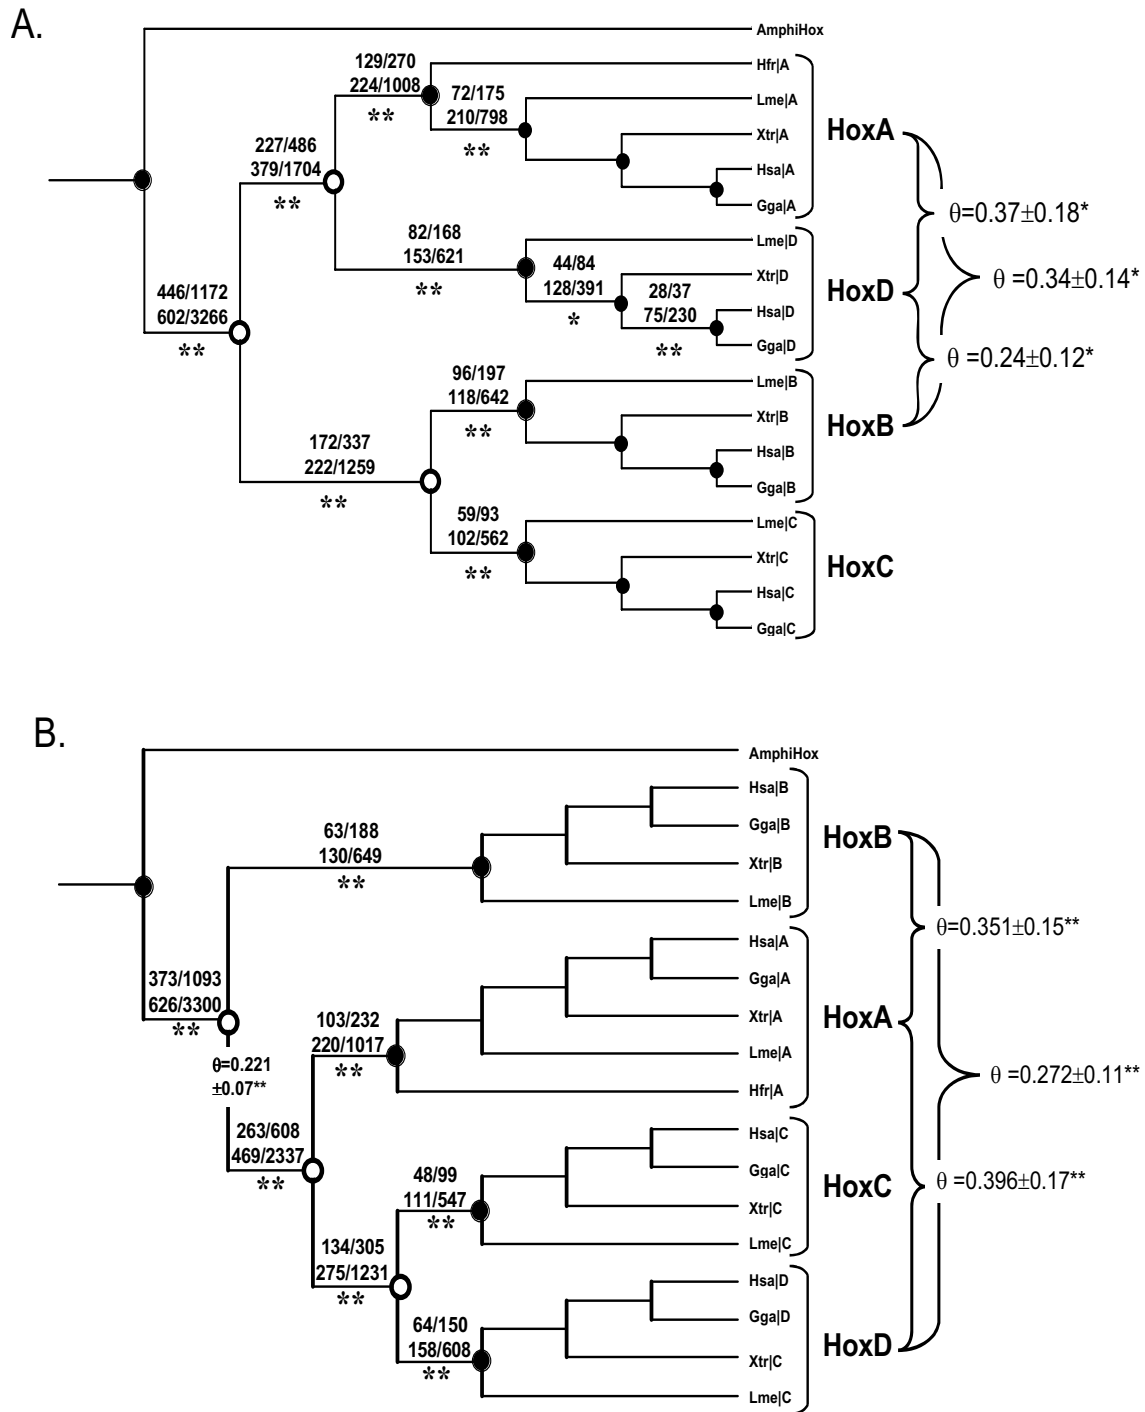 A.
AmphiHox
129/270
224/1008
**
Hfr|A
72/175
210/798
**
Lme|A
Xtr|A
Hsa|A
Gga|A
HoxA
227/486
379/1704
**
θ=0.37±0.18*
82/168
153/621
**
Lme|D
44/84
128/391
*
Xtr|D
28/37
75/230
**
Hsa|D
Gga|D
HoxD
θ =0.34±0.14*
446/1172
602/3266
**
θ =0.24±0.12*
96/197
118/642
**
Lme|B
Xtr|B
Hsa|B
Gga|B
HoxB
172/337
222/1259
**
59/93
102/562
**
Lme|C
Xtr|C
Hsa|C
Gga|C
HoxC
B.
AmphiHox
Hsa|B
Gga|B
Xtr|B
Lme|B
HoxB
63/188
130/649
**
θ=0.351±0.15**
Hsa|A
Gga|A
Xtr|A
Lme|A
Hfr|A
HoxA
373/1093
626/3300
**
103/232
220/1017
**
θ=0.221
±0.07**
θ =0.272±0.11**
263/608
469/2337
**
Hsa|C
Gga|C
Xtr|C
Lme|C
HoxC
48/99
111/547
**
θ =0.396±0.17**
134/305
275/1231
**
Hsa|D
Gga|D
Xtr|C
Lme|C
HoxD
64/150
158/608
**